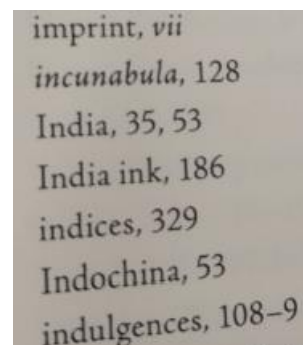 imprint, vii
incunabula, 128
India, 35, 53
India ink, 186
indices, 329
Indochina, 53
indulgences, 108–9